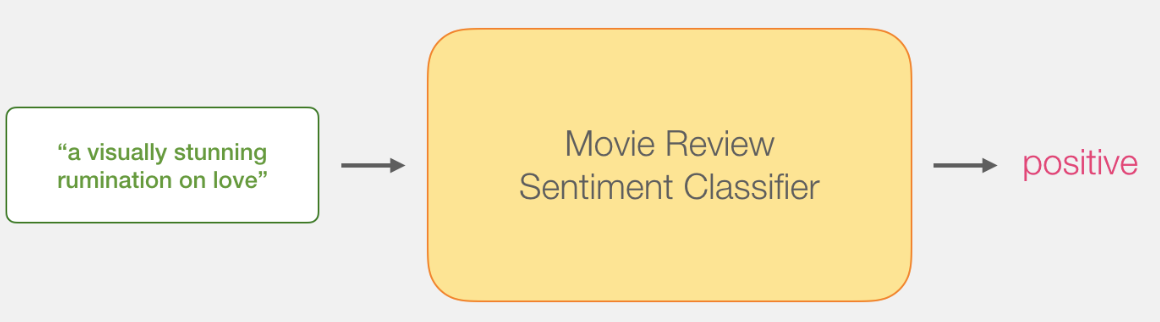 “a visually stunning
rumination on love”
Movie Review
Sentiment Classifier
positive